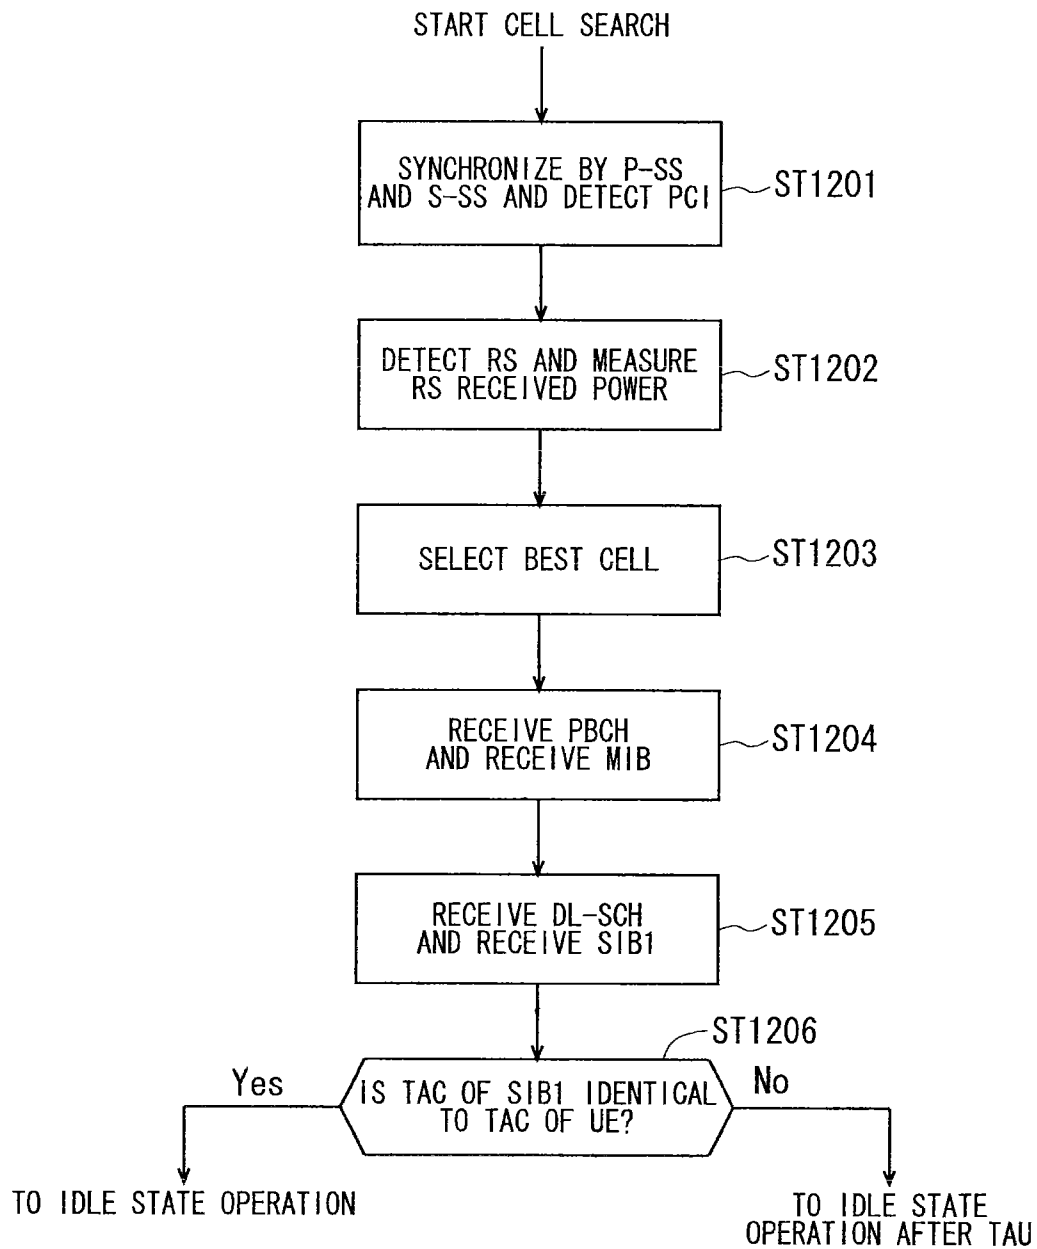 START CELL SEARCH
SYNCHRONIZE BY P-SS
AND S-SS AND DETECT PCI
ST1201
DETECT RS AND MEASURE
RS RECEIVED POWER
ST1202
SELECT BEST CELL
ST1203
RECEIVE PBCH
AND RECEIVE MIB
ST1204
RECEIVE DL-SCH
AND RECEIVE SIB1
ST1205
ST1206
Yes
IS TAC OF SIB1 IDENTICAL
TO TAC OF UE?
No
TO IDLE STATE OPERATION
TO IDLE STATE
OPERATION AFTER TAU